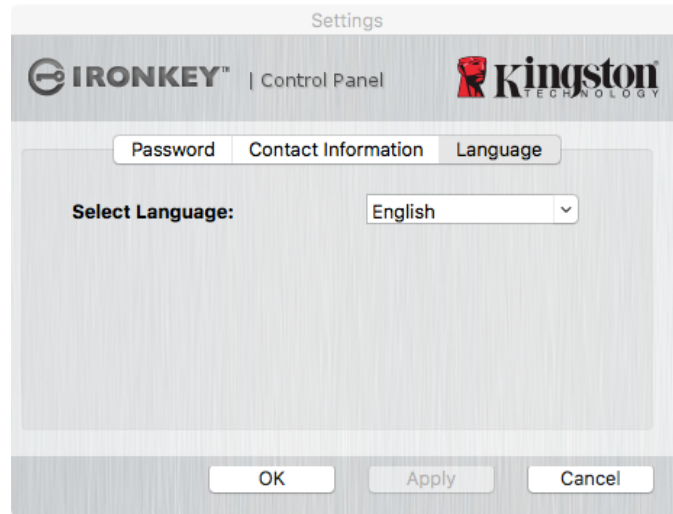 Settings
IRONKEY™ | Control Panel
Kingston
TECHNOLOGY
Password Contact Information Language
Select Language: English
OK Apply Cancel